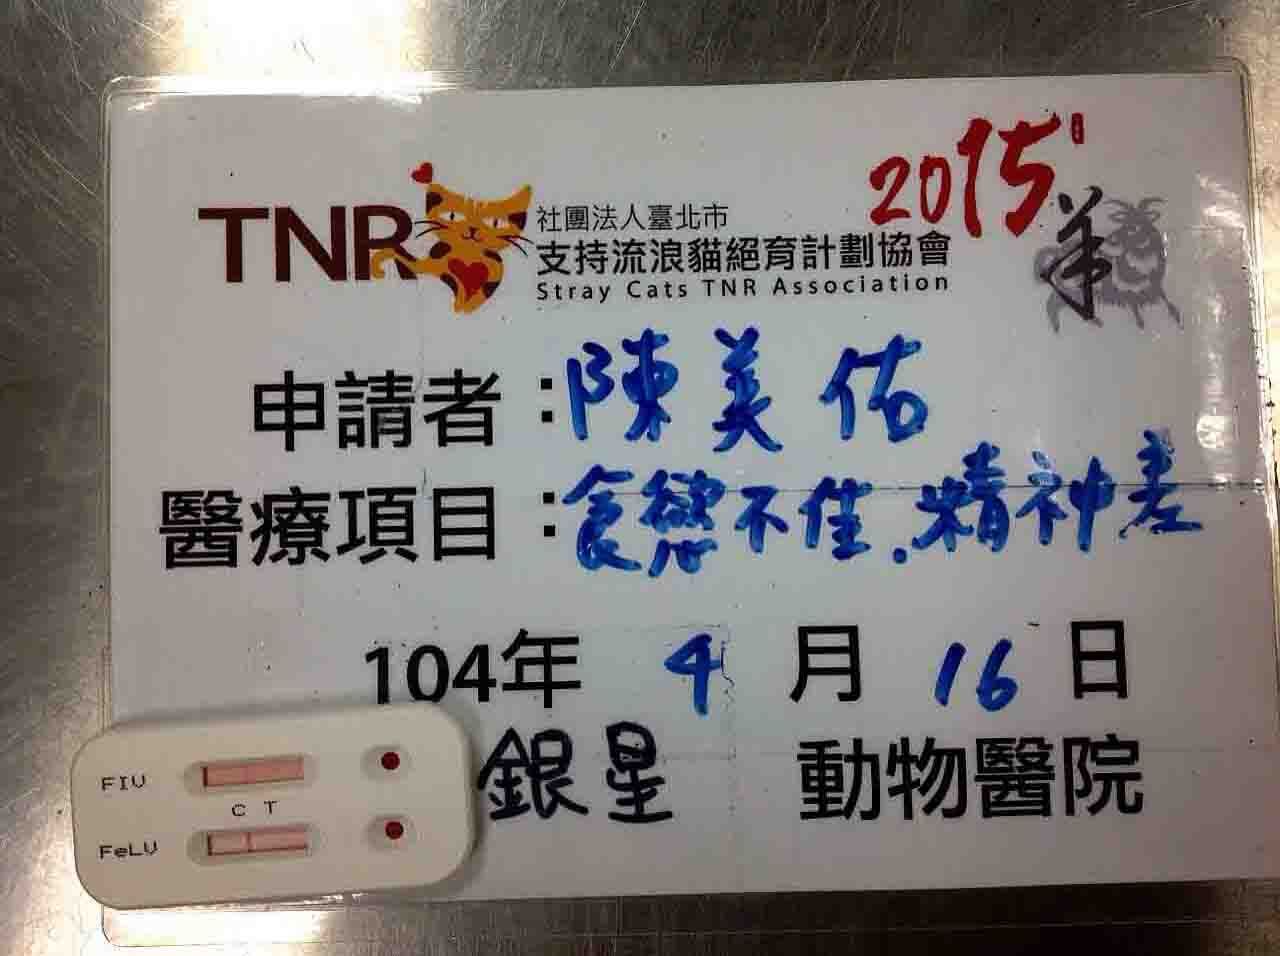 2015
羊
TNR
社團法人臺北市
支持流浪貓絕育計劃協會
Stray Cats TNR Association
申請者：陳美佑
醫療項目：食慾不佳.精神差
104年 4月 16日
銀星 動物醫院
FIV
C T
FeLV